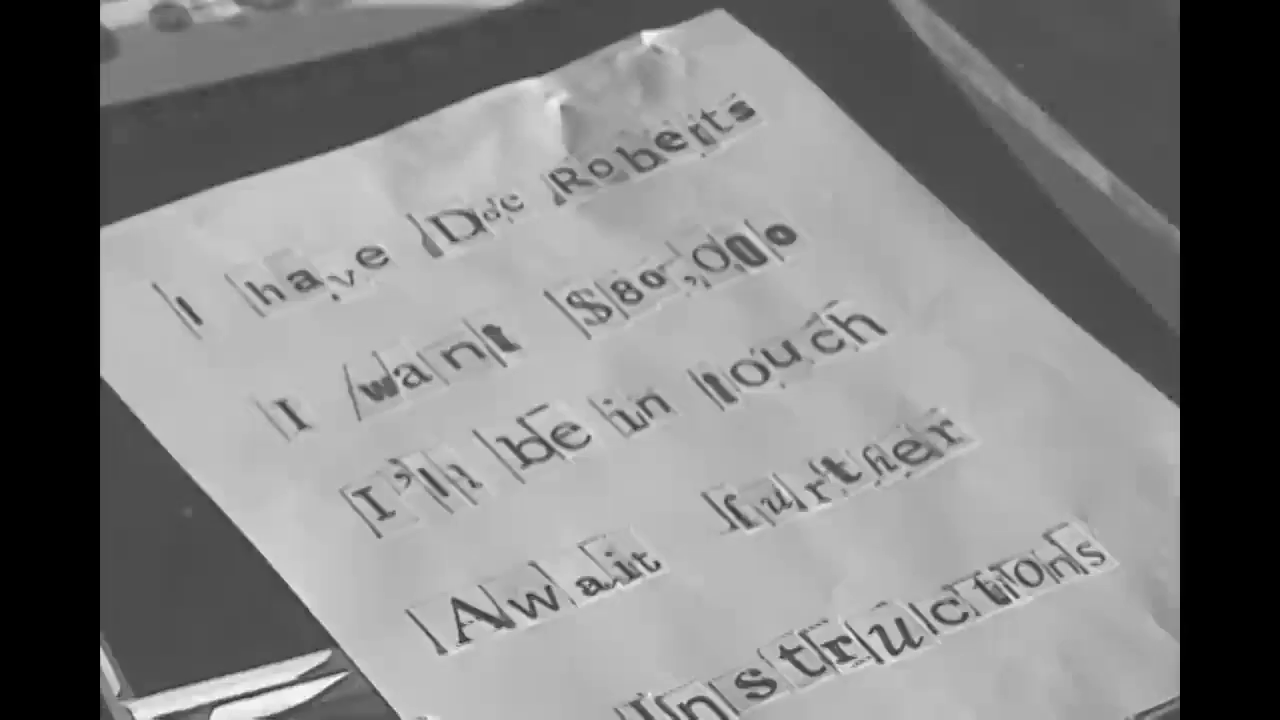 I have Doc Roberts
I want $80,000
I'll be in touch
Await further
Instructions